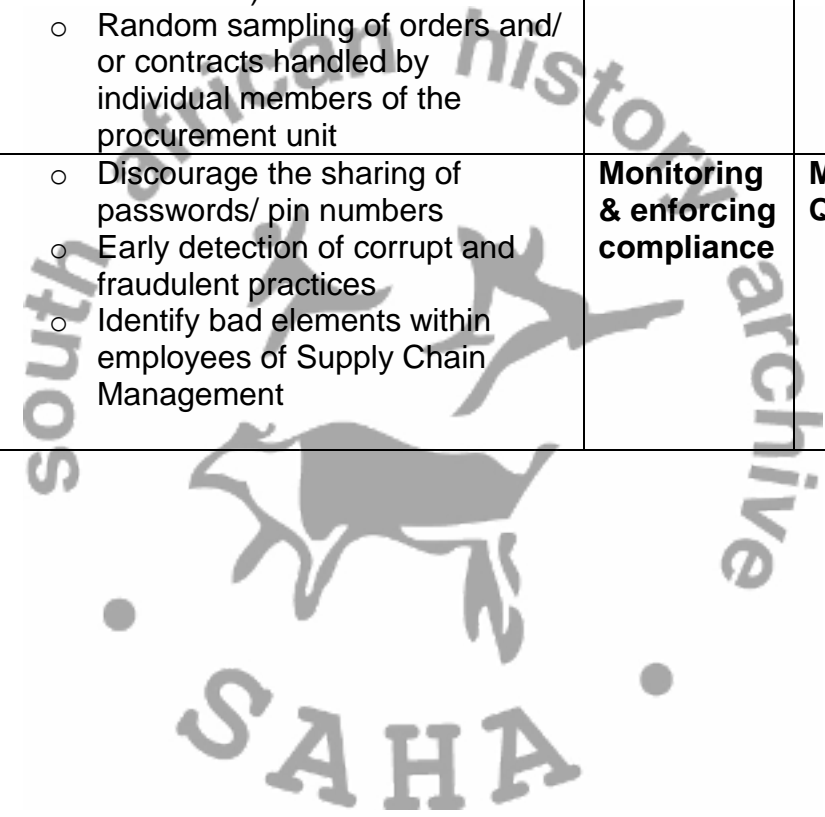 o Random sampling of orders and/
or contracts handled by
individual members of the
procurement unit
o Discourage the sharing of
passwords/ pin numbers
o Early detection of corrupt and
fraudulent practices
o Identify bad elements within
employees of Supply Chain
Management
Monitoring
& enforcing
compliance
south african history archive
• SAHA •